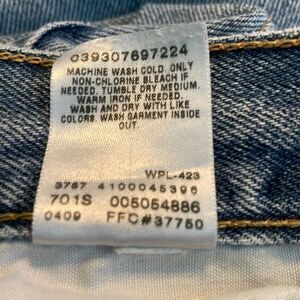 039307697224
MACHINE WASH COLD. ONLY
NON-CHLORINE BLEACH IF
NEEDED. TUMBLE DRY MEDIUM.
WARM IRON IF NEEDED.
WASH AND DRY WITH LIKE
COLORS. WASH GARMENT INSIDE
OUT.
WPL-423
3767 4100045396
701S 005054886
0409 FFC#37750